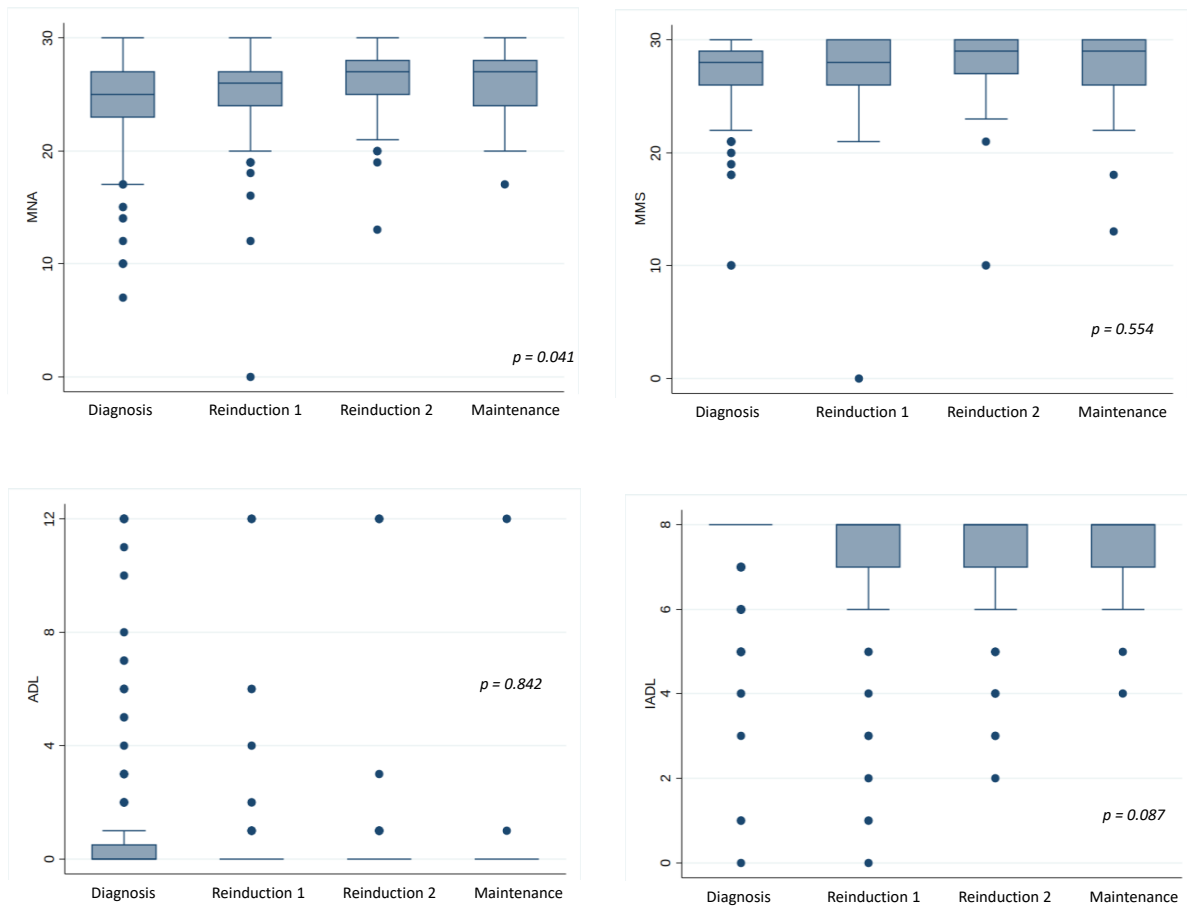 30
20
10
0
MNA
p = 0.041
Diagnosis Reinduction 1 Reinduction 2 Maintenance
30
20
10
0
MMS
p = 0.554
Diagnosis Reinduction 1 Reinduction 2 Maintenance
12
8
4
0
ADL
p = 0.842
Diagnosis Reinduction 1 Reinduction 2 Maintenance
8
6
4
2
0
IADL
p = 0.087
Diagnosis Reinduction 1 Reinduction 2 Maintenance